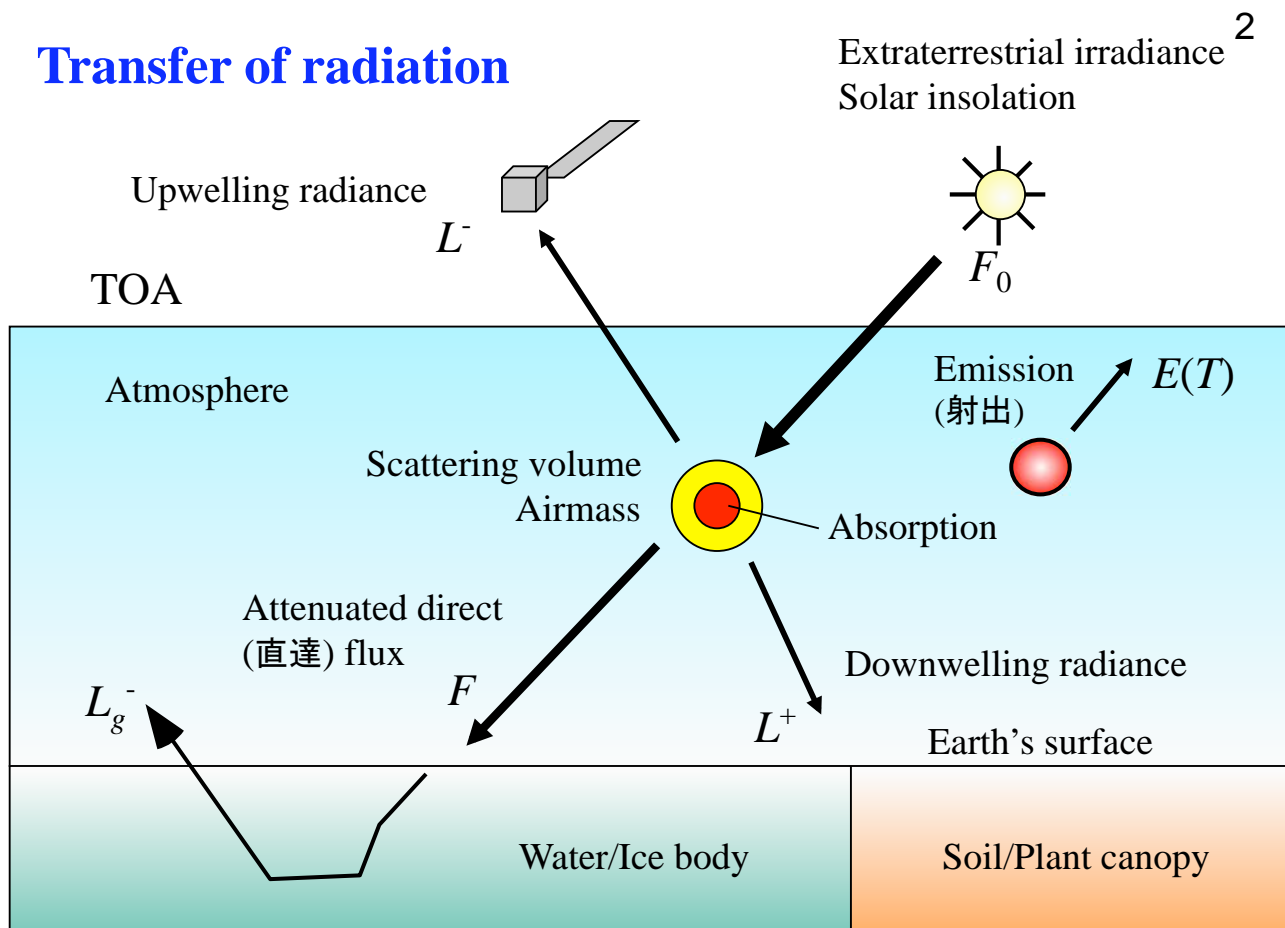 2
Transfer of radiation
Extraterrestrial irradiance
Solar insolation
Upwelling radiance
L⁻
F₀
TOA
Atmosphere
Emission
(射出)
E(T)
Scattering volume
Airmass
Absorption
Attenuated direct
(直達) flux
F
Downwelling radiance
L⁺
L_g⁻
Earth's surface
Water/Ice body
Soil/Plant canopy